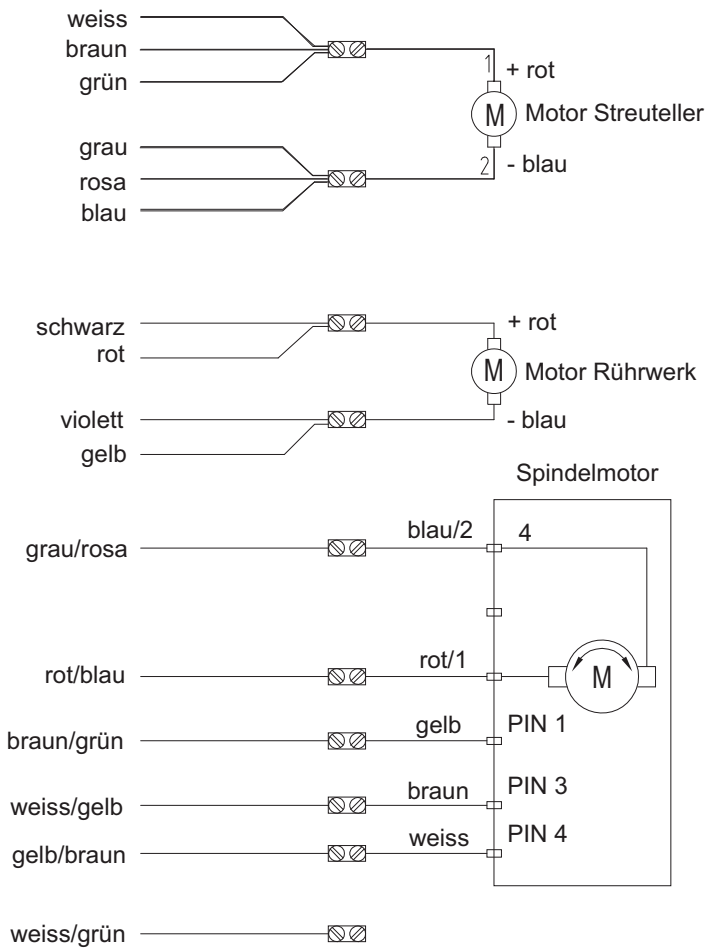 weiss
braun
grün
1
+ rot
M
Motor Streuteller
grau
2
- blau
rosa
blau
schwarz
+ rot
rot
M
Motor Rührwerk
violett
- blau
gelb
Spindelmotor
grau/rosa
blau/2
4
rot/blau
rot/1
M
braun/grün
gelb
PIN 1
weiss/gelb
braun
PIN 3
gelb/braun
weiss
PIN 4
weiss/grün